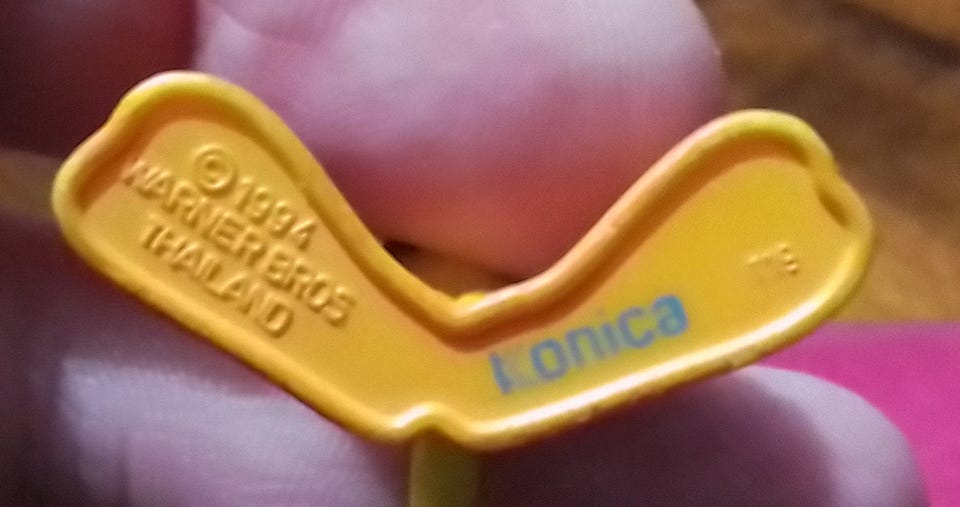 © 1994
WARNER BROS
THAILAND
Konica